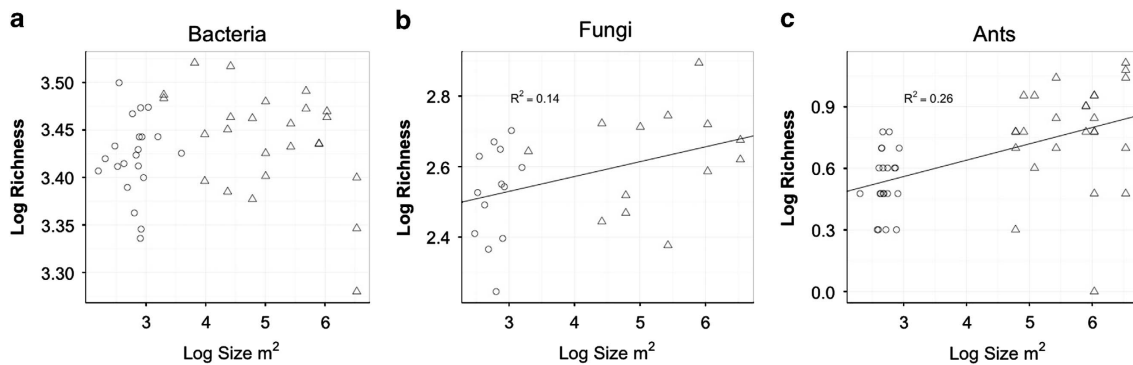 a
Bacteria
Log Richness
3.50
3.45
3.40
3.35
3.30
3 4 5 6
Log Size m²
b
Fungi
Log Richness
R² = 0.14
2.8
2.6
2.4
3 4 5 6
Log Size m²
c
Ants
Log Richness
R² = 0.26
0.9
0.6
0.3
0.0
3 4 5 6
Log Size m²